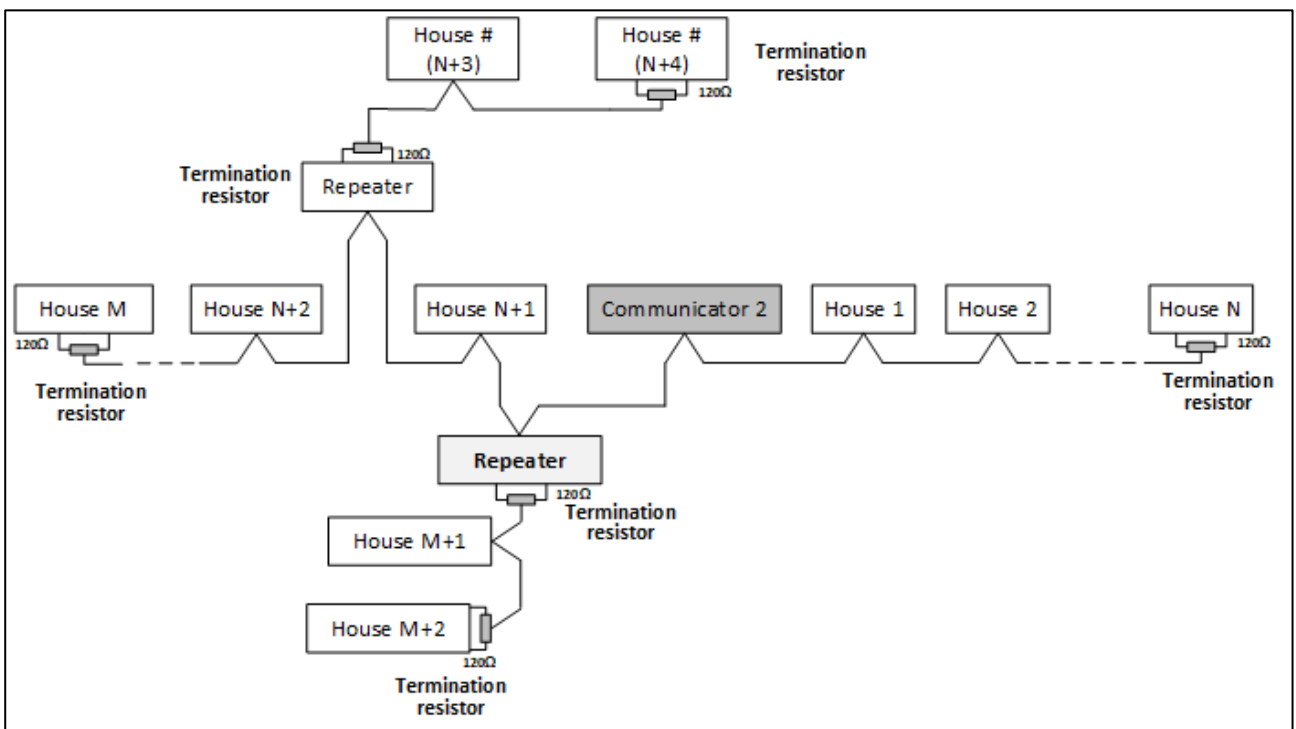 House #
(N+3)
House #
(N+4)
Termination
resistor
120Ω
120Ω
Termination
resistor
Repeater
House M
House N+2
House N+1
Communicator 2
House 1
House 2
House N
120Ω
120Ω
Termination
resistor
Termination
resistor
Repeater
120Ω
Termination
resistor
House M+1
House M+2
120Ω
Termination
resistor